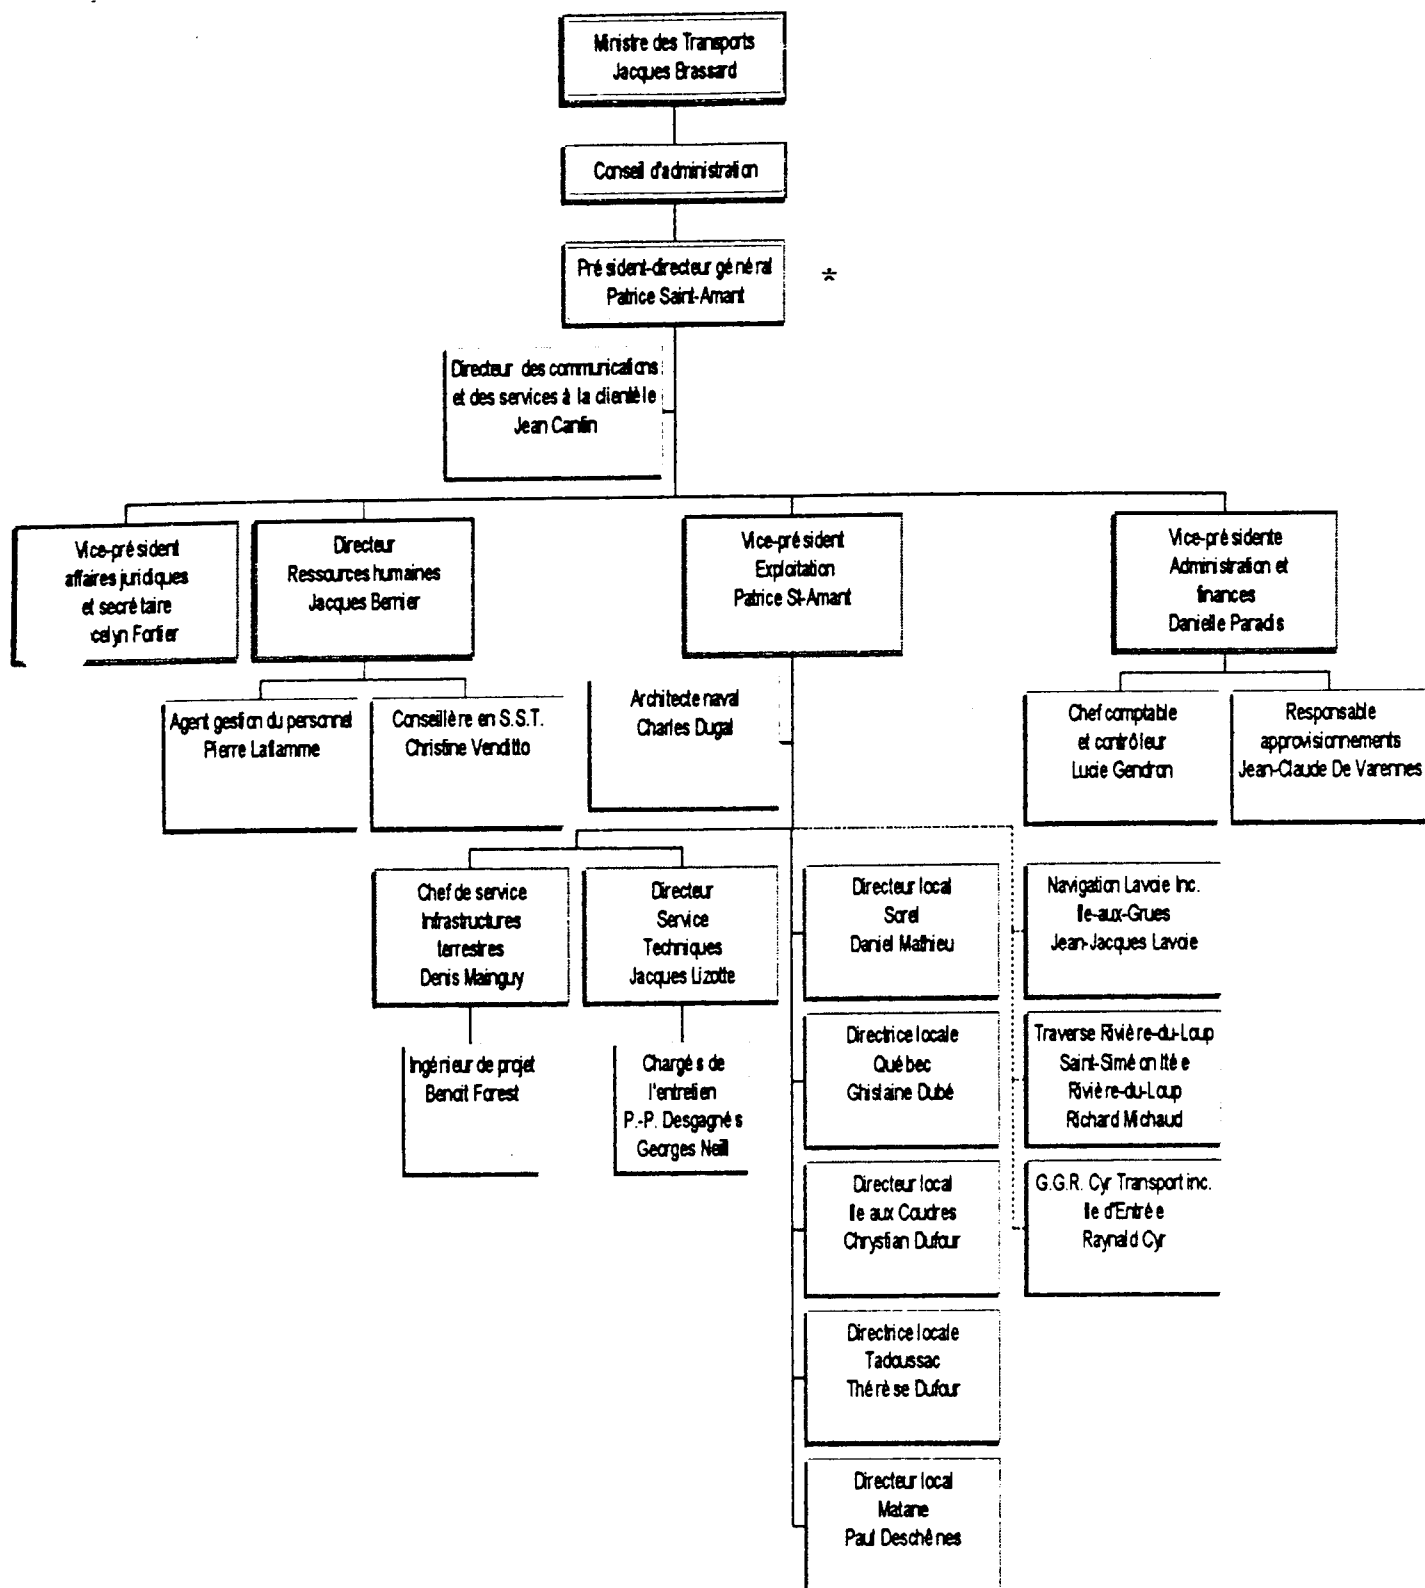 Ministre des Transports
Jacques Brassard
Conseil d'administration
Président-directeur général
Patrice Saint-Amant
*
Directeur des communications
et des services à la clientèle
Jean Cantin
Vice-président
affaires juridiques
et secrétaire
celyn Fortier
Directeur
Ressources humaines
Jacques Bernier
Vice-président
Exploitation
Patrice St-Amant
Vice-présidente
Administration et
finances
Danielle Paradis
Agent gestion du personnel
Pierre Laflamme
Conseillère en S.S.T.
Christine Venditto
Architecte naval
Charles Dugal
Chef comptable
et contrôleur
Lucie Gendron
Responsable
approvisionnements
Jean-Claude De Varennes
Chef de service
Infrastructures
terrestres
Denis Mainguy
Directeur
Service
Techniques
Jacques Lizotte
Directeur local
Sorel
Daniel Mathieu
Navigation Lavoie Inc.
Ile-aux-Grues
Jean-Jacques Lavoie
Ingénieur de projet
Benoit Forest
Chargés de
l'entretien
P.-P. Desgagnés
Georges Neill
Directrice locale
Québec
Ghislaine Dubé
Traverse Rivière-du-Loup
Saint-Siméon ltée
Rivière-du-Loup
Richard Michaud
Directeur local
Ile aux Coudres
Chrystian Dufour
G.G.R. Cyr Transport inc.
Ile d'Entrée
Raynald Cyr
Directrice locale
Tadoussac
Thérèse Dufour
Directeur local
Matane
Paul Deschênes